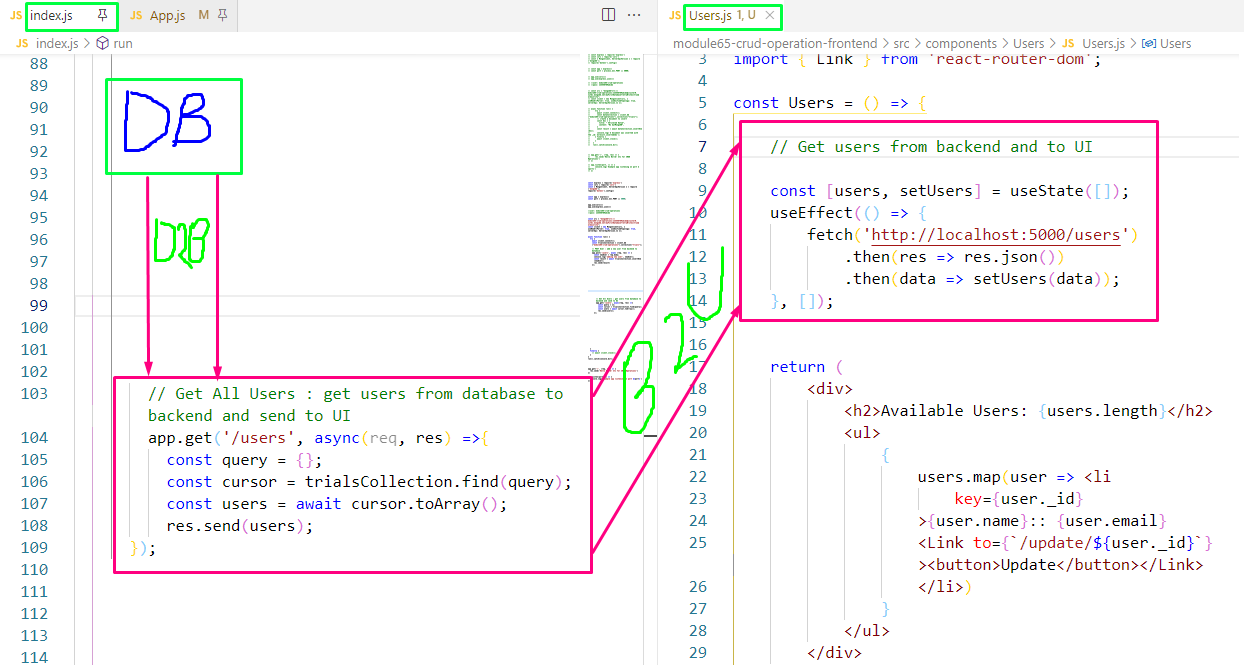 JS index.js
JS App.js M
JS Users.js 1, U
JS index.js > run
module65-crud-operation-frontend > src > components > Users > JS Users.js > Users
88
89
90
91
92
93
94
95
96
97
98
99
100
101
102
103 // Get All Users : get users from database to
backend and send to UI
104 app.get('/users', async(req, res) =>{
105 const query = {};
106 const cursor = trialsCollection.find(query);
107 const users = await cursor.toArray();
108 res.send(users);
109 });
110
111
112
113
114
DB
DB
3 import { Link } from 'react-router-dom';
4
5 const Users = () => {
6
7 // Get users from backend and to UI
8
9 const [users, setUsers] = useState([]);
10 useEffect(() => {
11 fetch('http://localhost:5000/users')
12 .then(res => res.json())
13 .then(data => setUsers(data));
14 }, []);
15
16
17 return (
18 <div>
19 <h2>Available Users: {users.length}</h2>
20 <ul>
21 {
22 users.map(user => <li
23 key={user._id}
24 >{user.name}:: {user.email}
25 <Link to={`/update/${user._id}`}
><button>Update</button></Link>
26 </li>)
27 }
28 </ul>
29 </div>